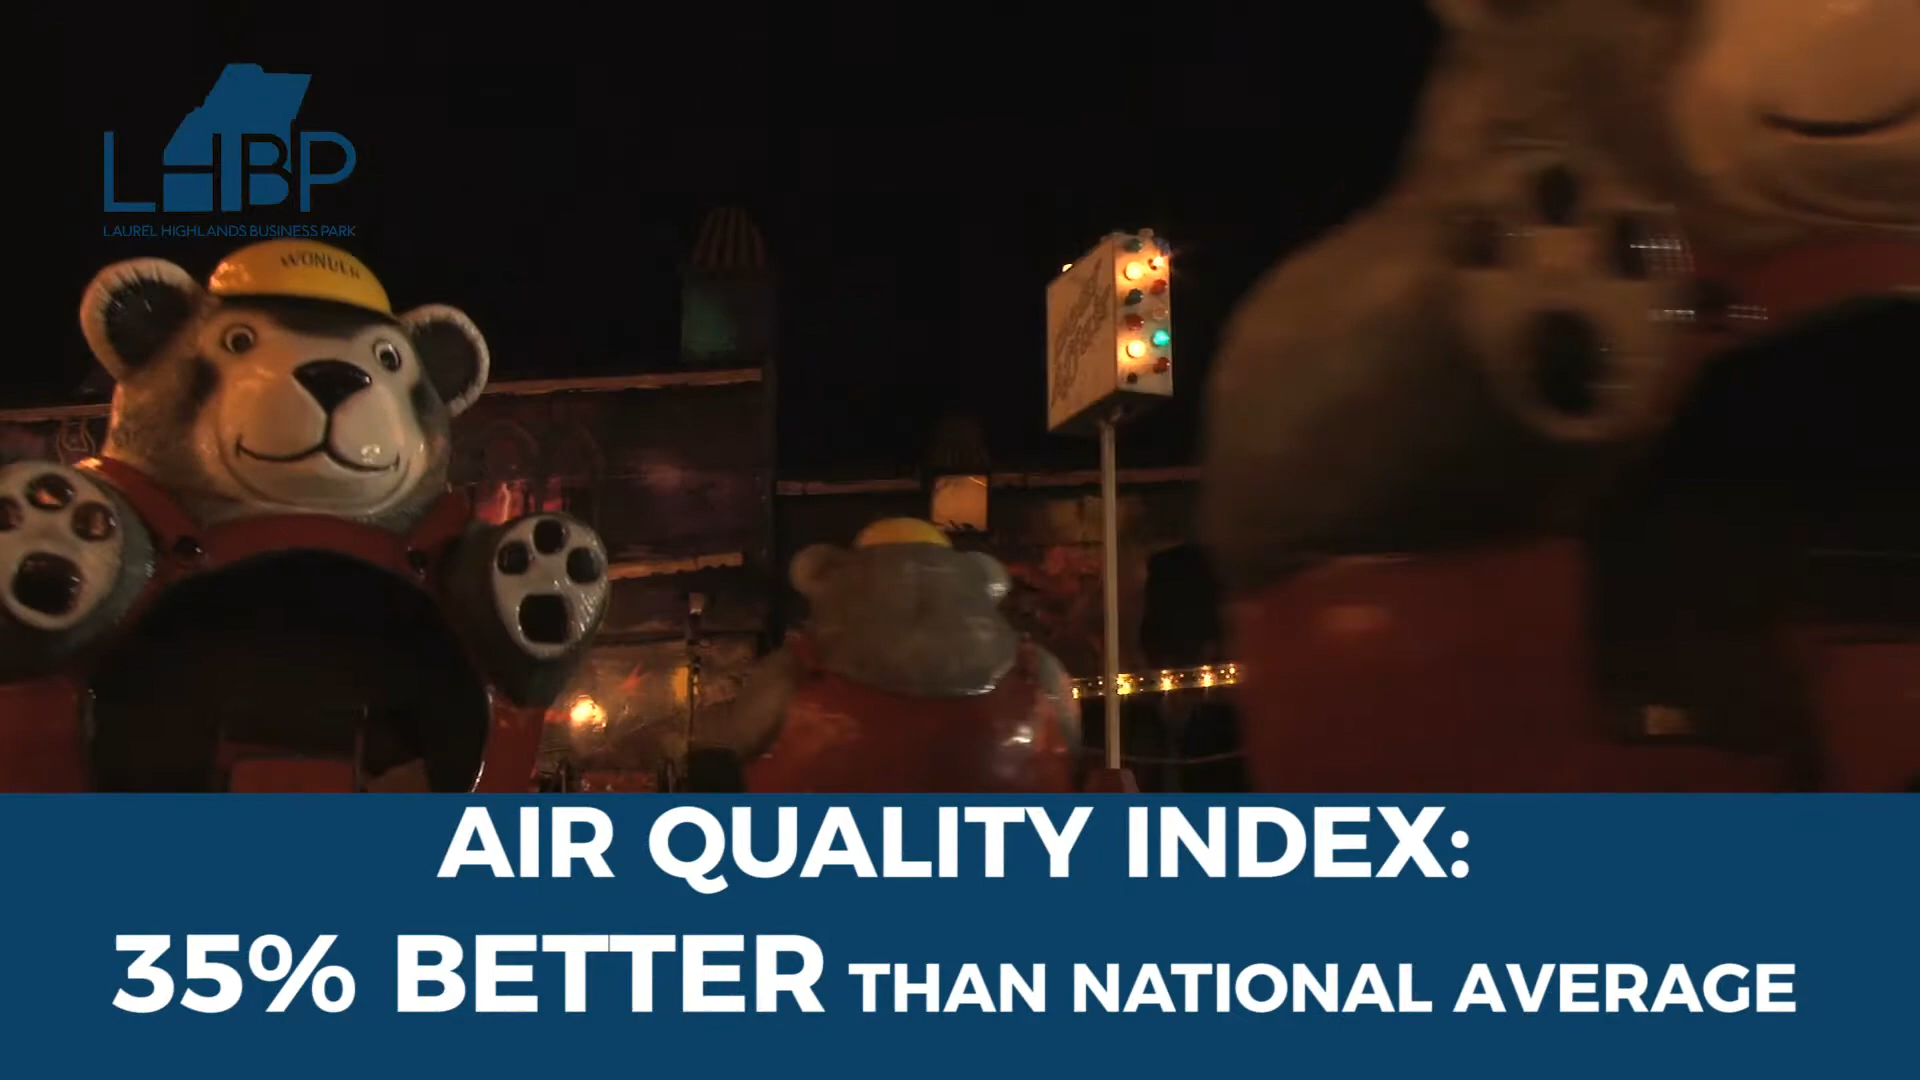 LHBP
LAUREL HIGHLANDS BUSINESS PARK
WONDER
AIR QUALITY INDEX:
35% BETTER THAN NATIONAL AVERAGE